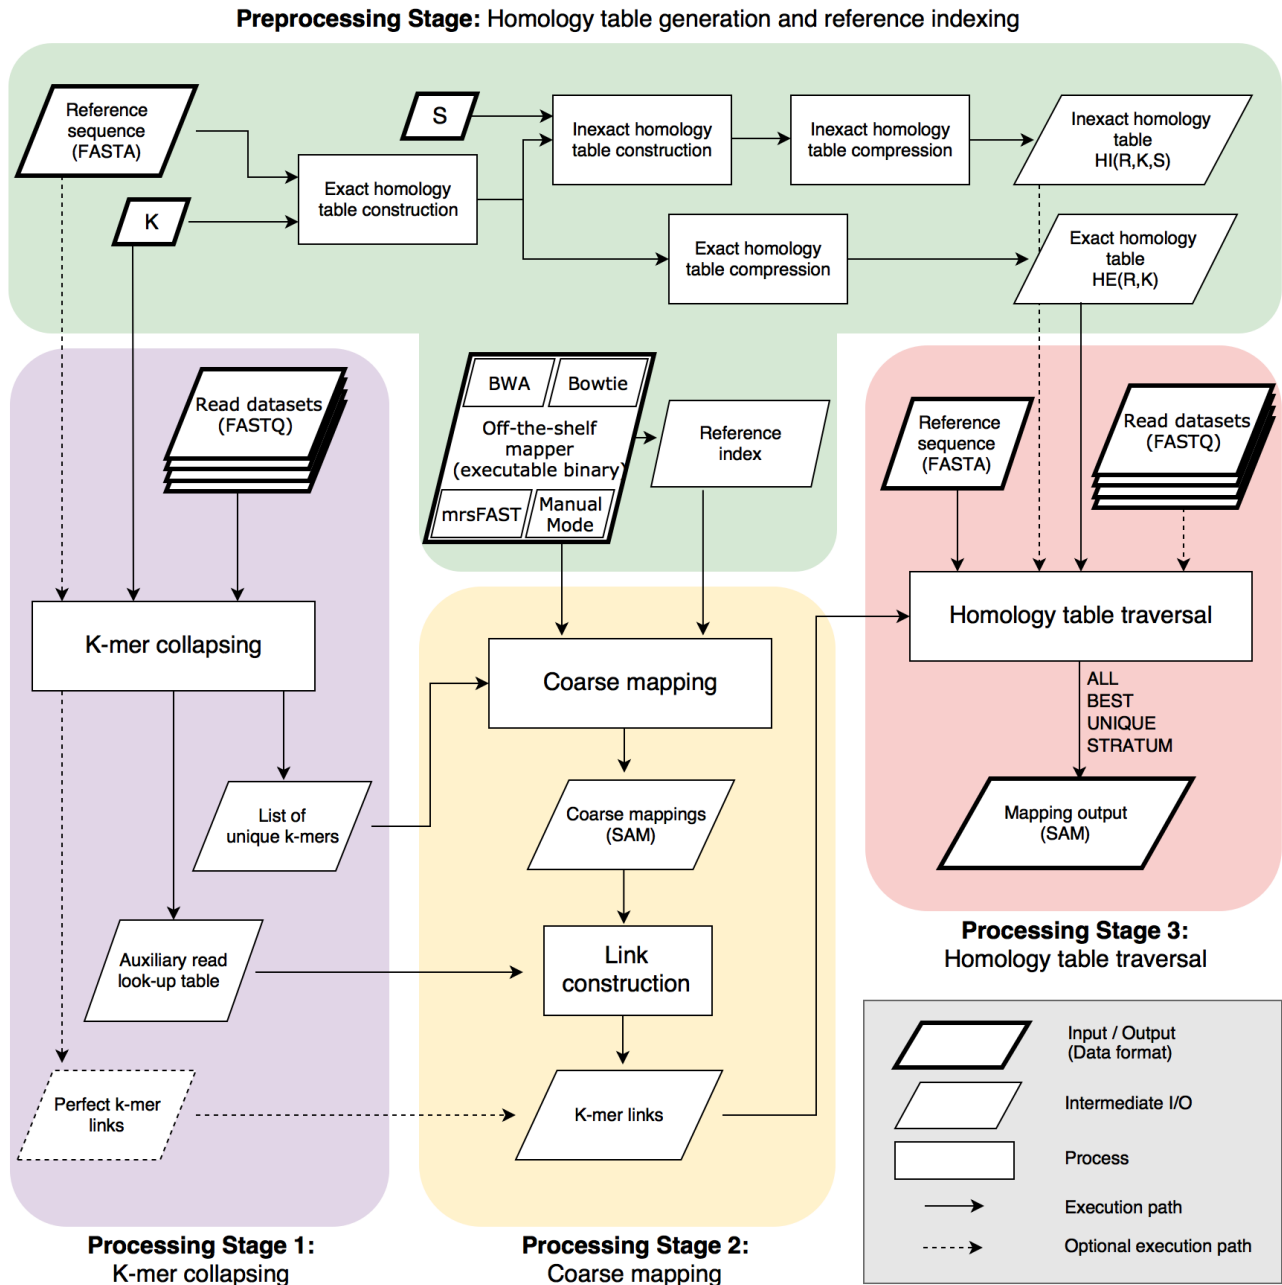 Preprocessing Stage: Homology table generation and reference indexing
Reference
sequence
(FASTA)
S
K
Exact homology
table construction
Inexact homology
table construction
Inexact homology
table compression
Inexact homology
table
HI(R,K,S)
Exact homology
table compression
Exact homology
table
HE(R,K)
Read datasets
(FASTQ)
K-mer collapsing
List of
unique k-mers
Auxiliary read
look-up table
Perfect k-mer
links
Processing Stage 1:
K-mer collapsing
BWA
Bowtie
Off-the-shelf
mapper
(executable binary)
mrsFAST
Manual
Mode
Reference
index
Coarse mapping
Coarse mappings
(SAM)
Link
construction
K-mer links
Processing Stage 2:
Coarse mapping
Reference
sequence
(FASTA)
Read datasets
(FASTQ)
Homology table traversal
ALL
BEST
UNIQUE
STRATUM
Mapping output
(SAM)
Processing Stage 3:
Homology table traversal
Input / Output
(Data format)
Intermediate I/O
Process
Execution path
Optional execution path